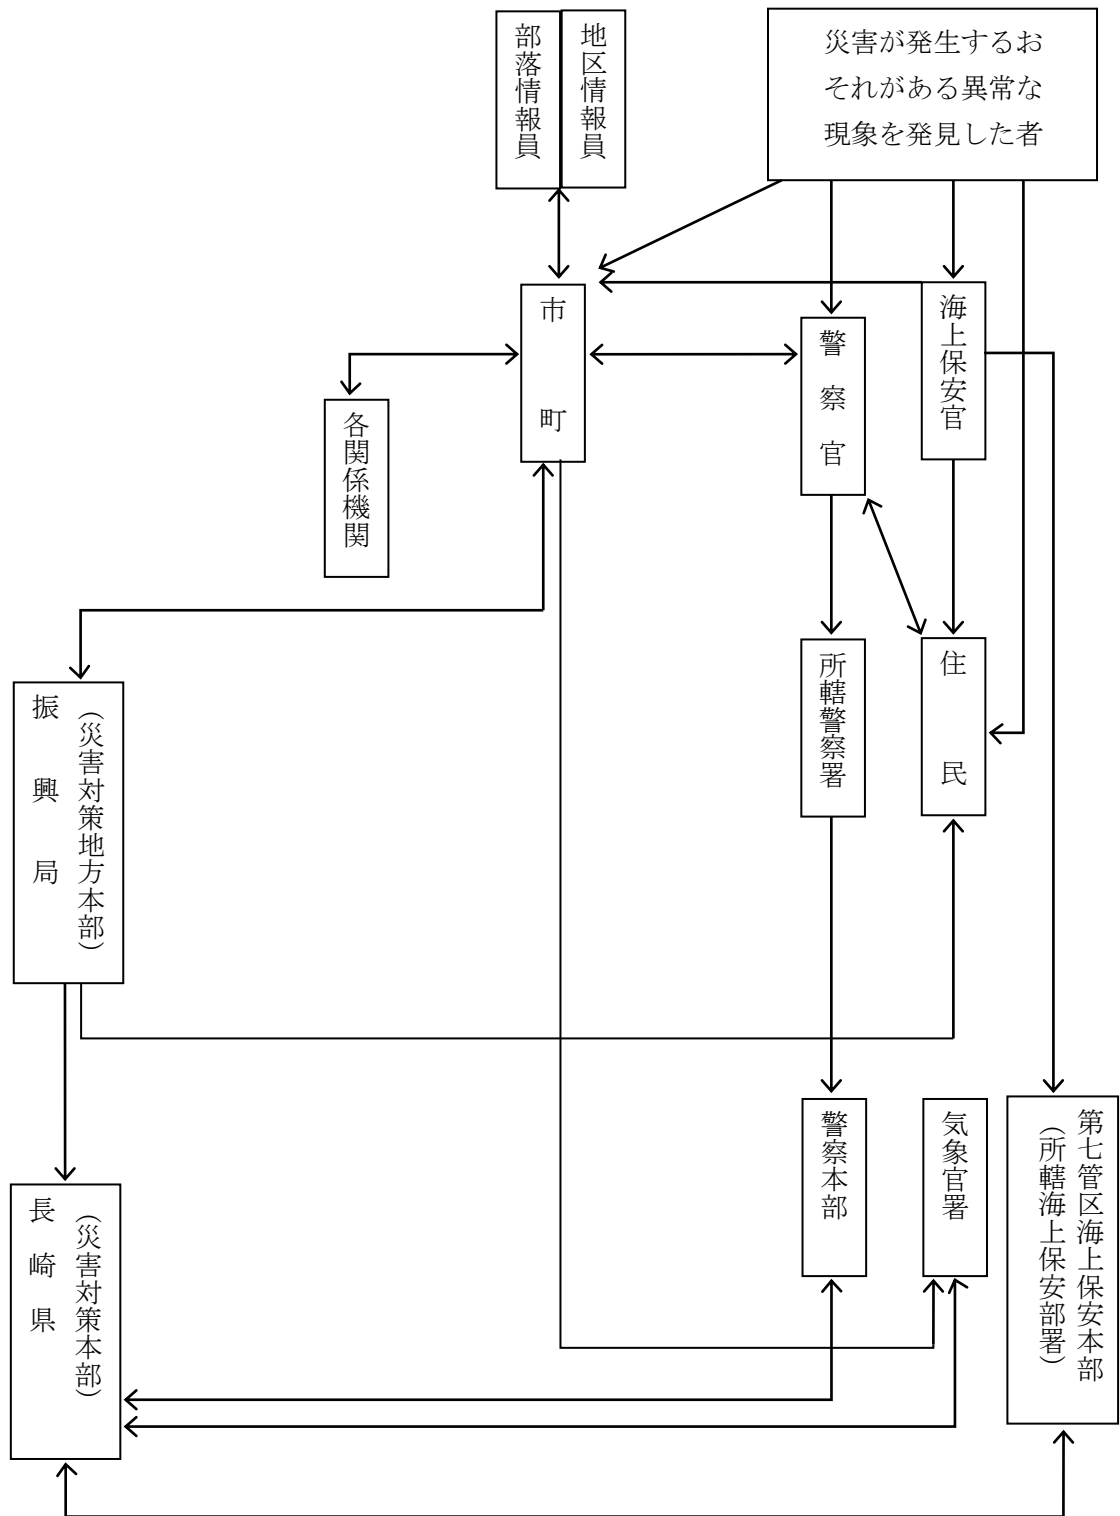 部落情報員
地区情報員
災害が発生するお
それがある異常な
現象を発見した者
市町
警察官
海上保安官
各関係機関
所轄警察署
住民
振興局
(災害対策地方本部)
警察本部
気象官署
第七管区海上保安本部
(所轄海上保安部署)
長崎県
(災害対策本部)